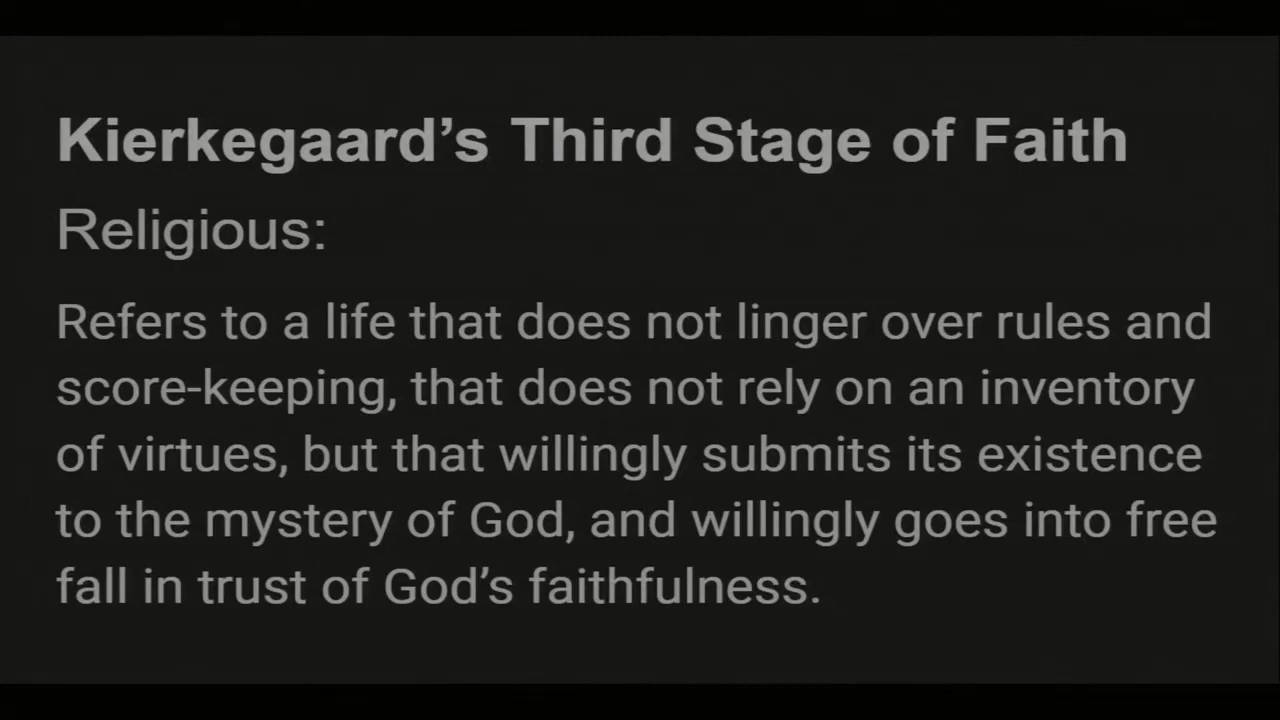 Kierkegaard’s Third Stage of Faith
Religious:
Refers to a life that does not linger over rules and
score-keeping, that does not rely on an inventory
of virtues, but that willingly submits its existence
to the mystery of God, and willingly goes into free
fall in trust of God’s faithfulness.